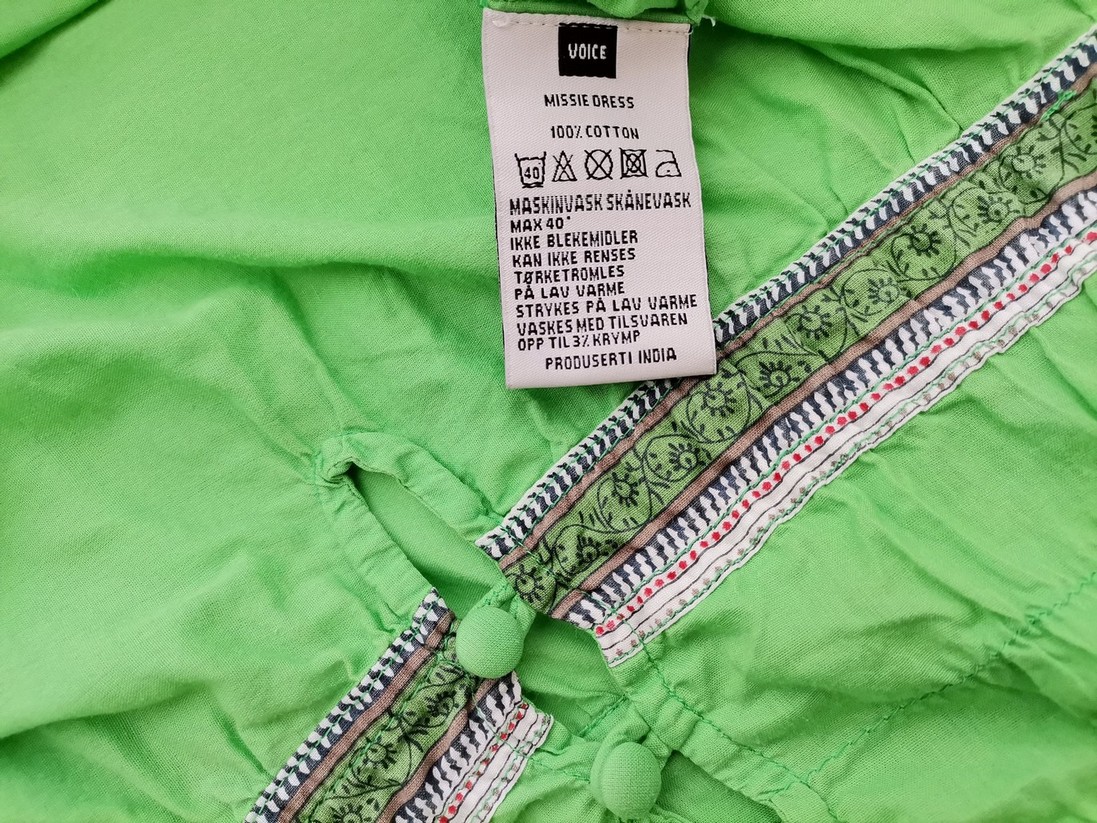 VOICE
MISSIE DRESS
100% COTTON
40
MASKINVASK SKÅNEVASK
MAX 40°
IKKE BLEKEMIDLER
KAN IKKE RENSES
TØRKETROMLES
PÅ LAV VARME
STRYKES PÅ LAV VARME
VASKES MED TILSVAREN
OPP TIL 3% KRYMP
PRODUSERT I INDIA